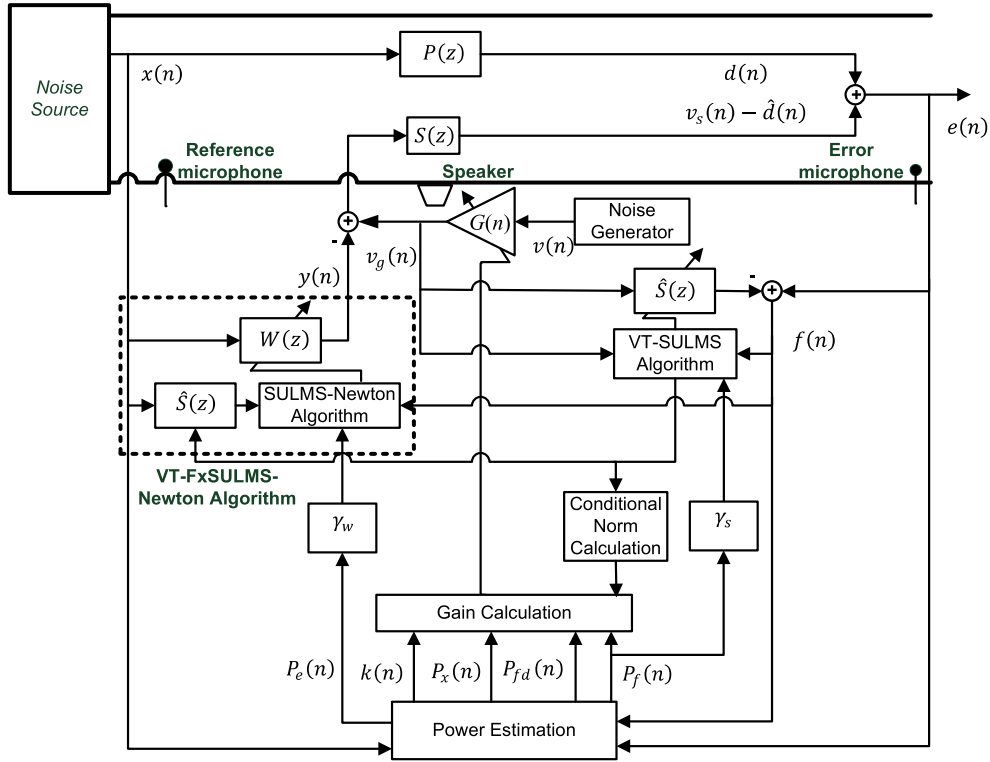 Noise
Source
x(n)
P(z)
d(n)
v_s(n) − d̂(n)
e(n)
S(z)
Reference
microphone
Speaker
Error
microphone
G(n)
Noise
Generator
v(n)
v_g(n)
-
y(n)
Ŝ(z)
-
f(n)
W(z)
VT-SULMS
Algorithm
Ŝ(z)
SULMS-Newton
Algorithm
VT-FxSULMS-
Newton Algorithm
γ_w
Conditional
Norm
Calculation
γ_s
Gain Calculation
P_e(n)
k(n)
P_x(n)
P_fd(n)
P_f(n)
Power Estimation